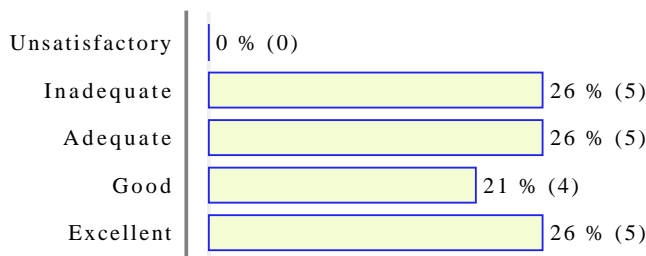 Unsatisfactory 0 % (0)
Inadequate 26 % (5)
Adequate 26 % (5)
Good 21 % (4)
Excellent 26 % (5)